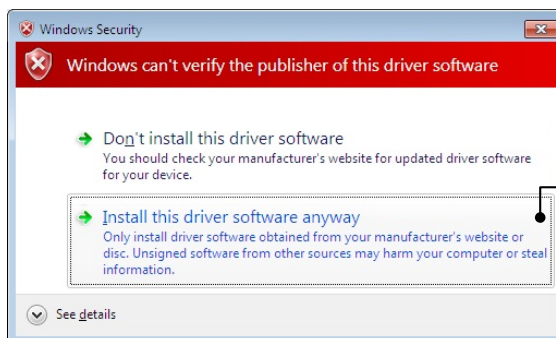 Windows Security
Windows can't verify the publisher of this driver software
Don't install this driver software
You should check your manufacturer's website for updated driver software
for your device.
Install this driver software anyway
Only install driver software obtained from your manufacturer's website or
disc. Unsigned software from other sources may harm your computer or steal
information.
See details